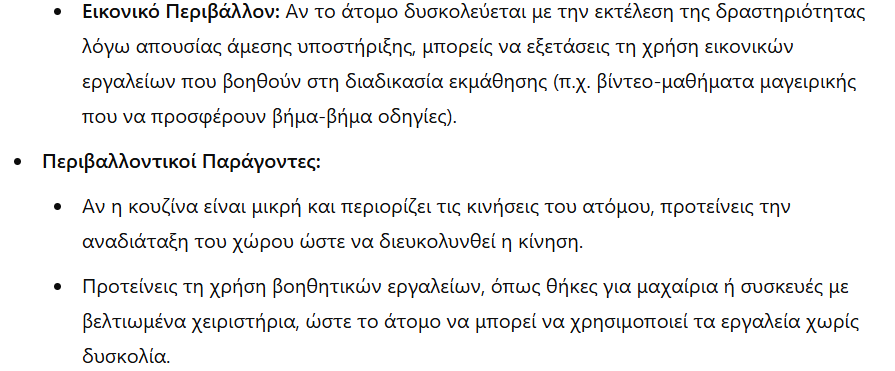 • Εικονικό Περιβάλλον: Αν το άτομο δυσκολεύεται με την εκτέλεση της δραστηριότητας
λόγω απουσίας άμεσης υποστήριξης, μπορείς να εξετάσεις τη χρήση εικονικών
εργαλείων που βοηθούν στη διαδικασία εκμάθησης (π.χ. βίντεο-μαθήματα μαγειρικής
που να προσφέρουν βήμα-βήμα οδηγίες).
• Περιβαλλοντικοί Παράγοντες:
• Αν η κουζίνα είναι μικρή και περιορίζει τις κινήσεις του ατόμου, προτείνεις την
αναδιάταξη του χώρου ώστε να διευκολυνθεί η κίνηση.
• Προτείνεις τη χρήση βοηθητικών εργαλείων, όπως θήκες για μαχαίρια ή συσκευές με
βελτιωμένα χειριστήρια, ώστε το άτομο να μπορεί να χρησιμοποιεί τα εργαλεία χωρίς
δυσκολία.